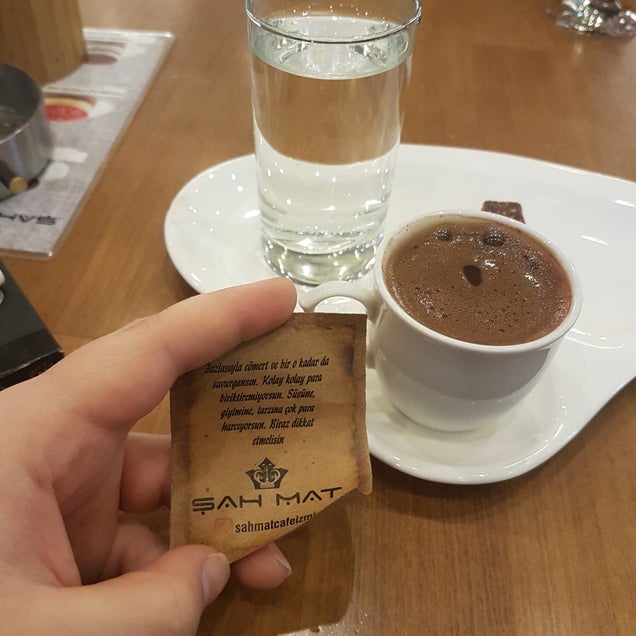 Fazlasıyla cömert ve bir o kadar da
savurgansın. Kolay kolay para
biriktiremiyorsun. Süsüne,
giyimine, tarzına çok para
harcıyorsun. Biraz dikkat
etmelisin
ŞAH MAT
sahmatcafeizmi
ŞAH